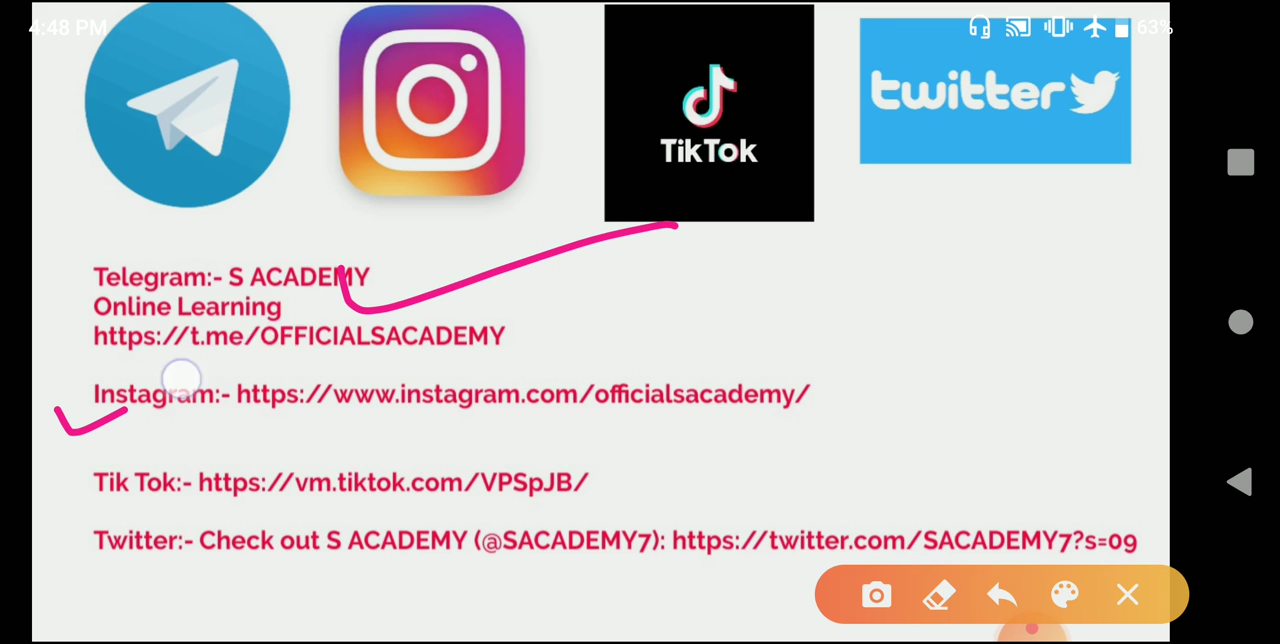 4:48 PM
63%
TikTok
twitter
Telegram:- S ACADEMY
Online Learning
https://t.me/OFFICIALSACADEMY
Instagram:- https://www.instagram.com/officialsacademy/
Tik Tok:- https://vm.tiktok.com/VPSpJB/
Twitter:- Check out S ACADEMY (@SACADEMY7): https://twitter.com/SACADEMY7?s=09